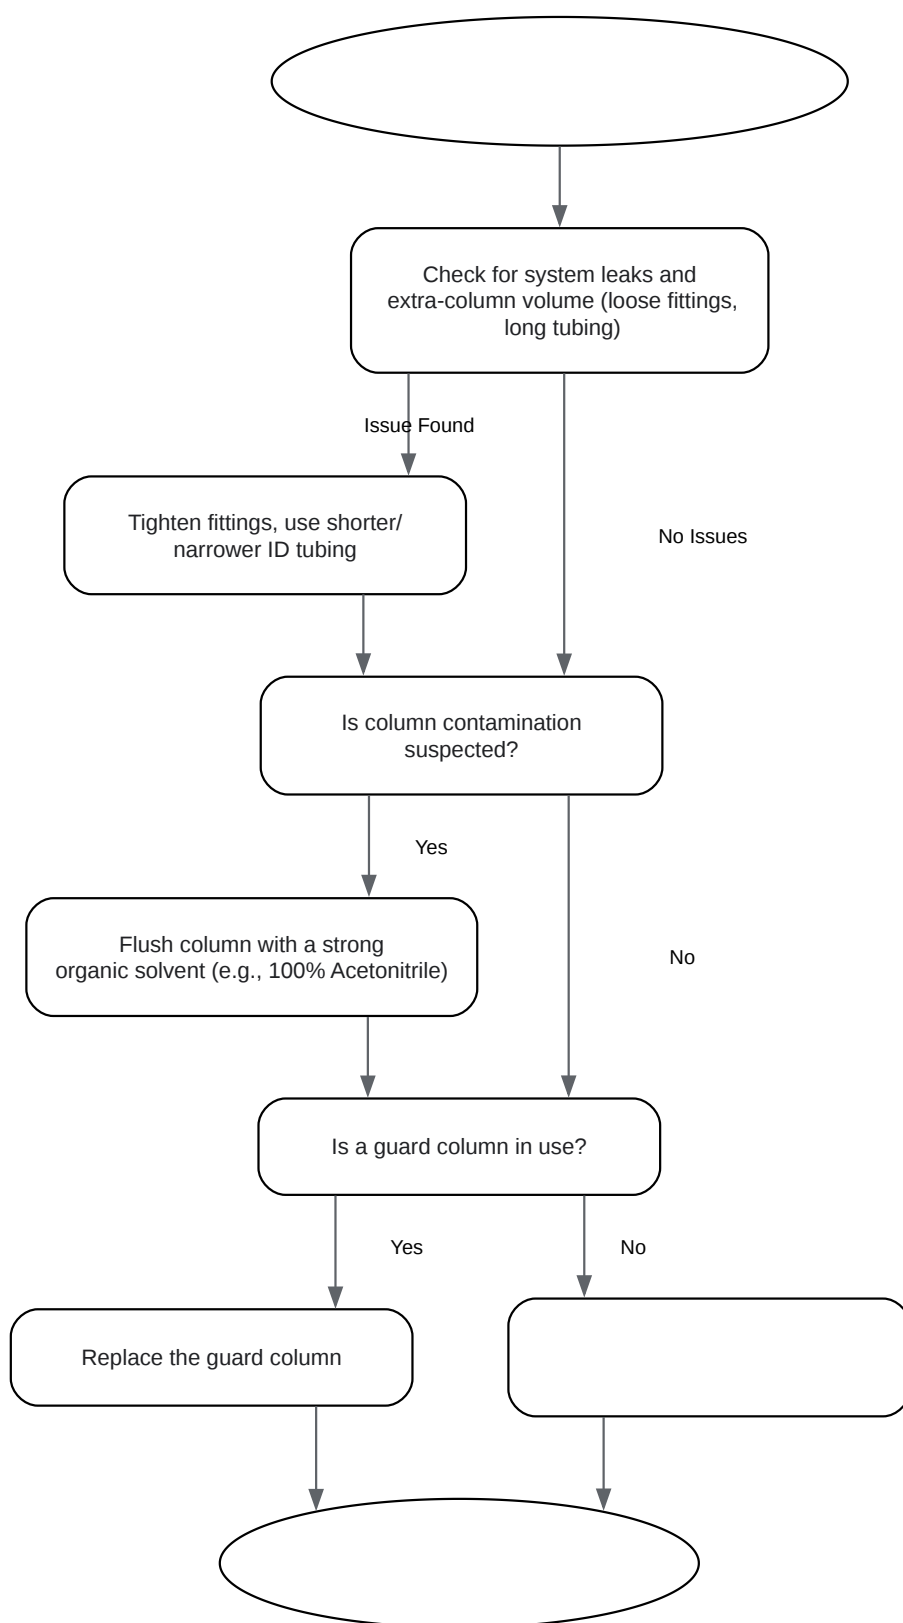 Check for system leaks and
extra-column volume (loose fittings,
long tubing)
Issue Found
Tighten fittings, use shorter/
narrower ID tubing
No Issues
Is column contamination
suspected?
Yes
Flush column with a strong
organic solvent (e.g., 100% Acetonitrile)
No
Is a guard column in use?
Yes
No
Replace the guard column